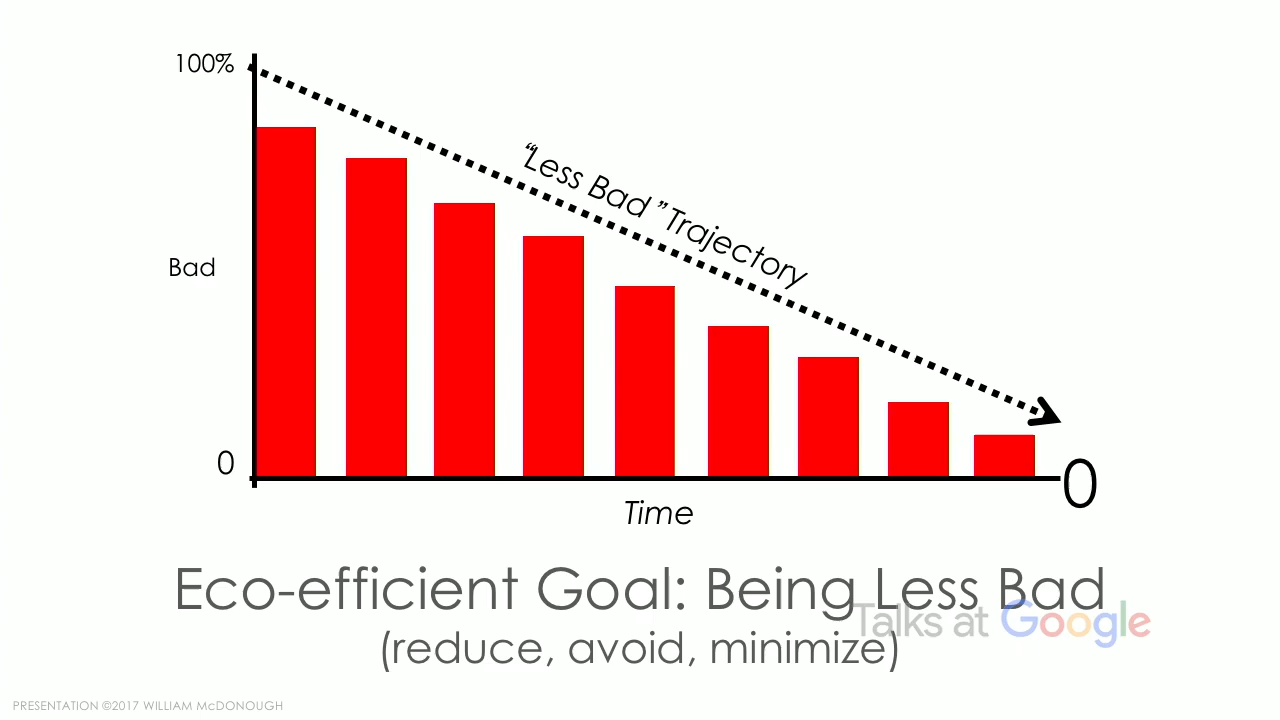 100%
“Less Bad” Trajectory
Bad
0
0
Time
Eco-efficient Goal: Being Less Bad
Talks at Google
(reduce, avoid, minimize)
PRESENTATION ©2017 WILLIAM McDONOUGH